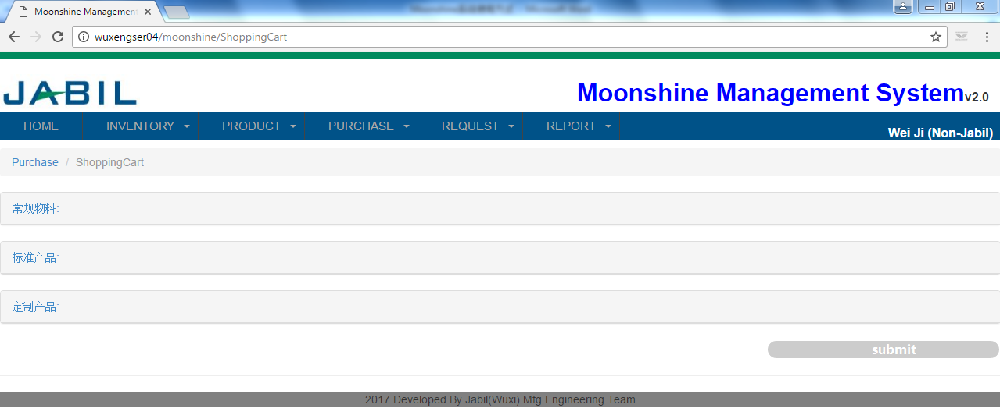 Moonshine Management
wuxengser04/moonshine/ShoppingCart
JABIL
Moonshine Management System v2.0
HOME INVENTORY PRODUCT PURCHASE REQUEST REPORT
Wei Ji (Non-Jabil)
Purchase / ShoppingCart
常规物料:
标准产品:
定制产品:
submit
2017 Developed By Jabil(Wuxi) Mfg Engineering Team